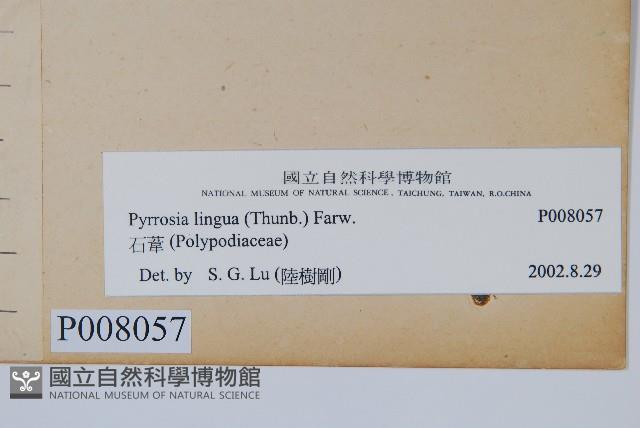 國立自然科學博物館
NATIONAL MUSEUM OF NATURAL SCIENCE, TAICHUNG, TAIWAN, R.O.CHINA
Pyrrosia lingua (Thunb.) Farw. P008057
石葦 (Polypodiaceae)
Det. by S. G. Lu (陸樹剛) 2002.8.29
P008057
國立自然科學博物館
NATIONAL MUSEUM OF NATURAL SCIENCE